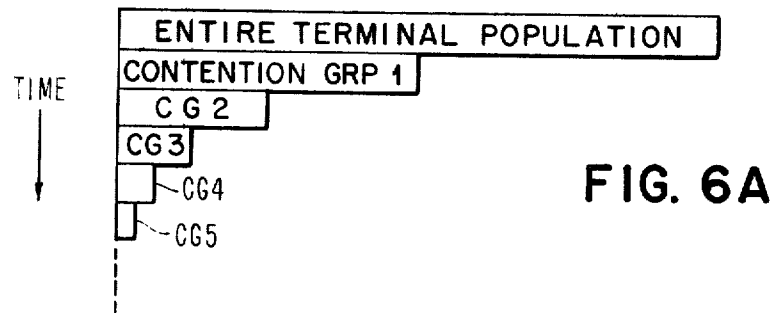 ENTIRE TERMINAL POPULATION
CONTENTION GRP 1
TIME
CG2
CG3
CG4
CG5
FIG. 6A